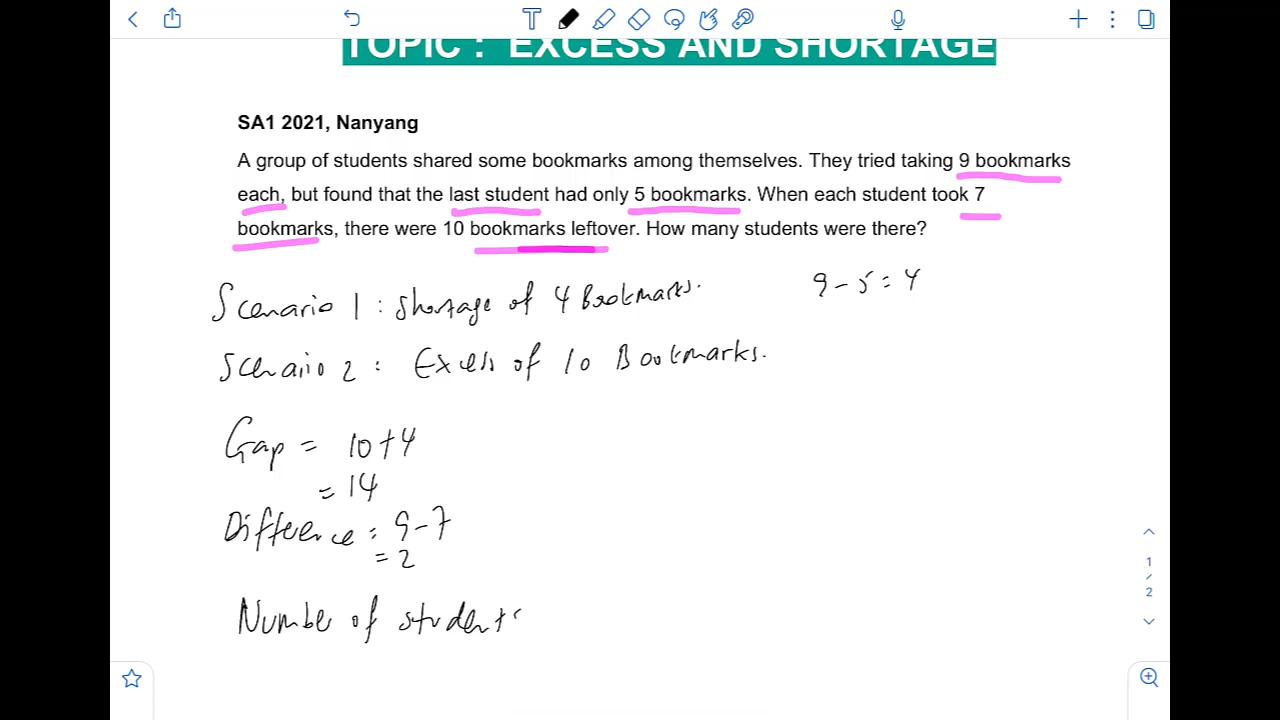 TOPIC : EXCESS AND SHORTAGE
SA1 2021, Nanyang
A group of students shared some bookmarks among themselves. They tried taking 9 bookmarks
each, but found that the last student had only 5 bookmarks. When each student took 7
bookmarks, there were 10 bookmarks leftover. How many students were there?
9 - 5 = 4
Scenario 1 : Shortage of 4 Bookmarks.
Scenario 2 : Excess of 10 Bookmarks.
Gap = 10 + 4
= 14
Difference = 9 - 7
= 2
Number of students
1
/
2